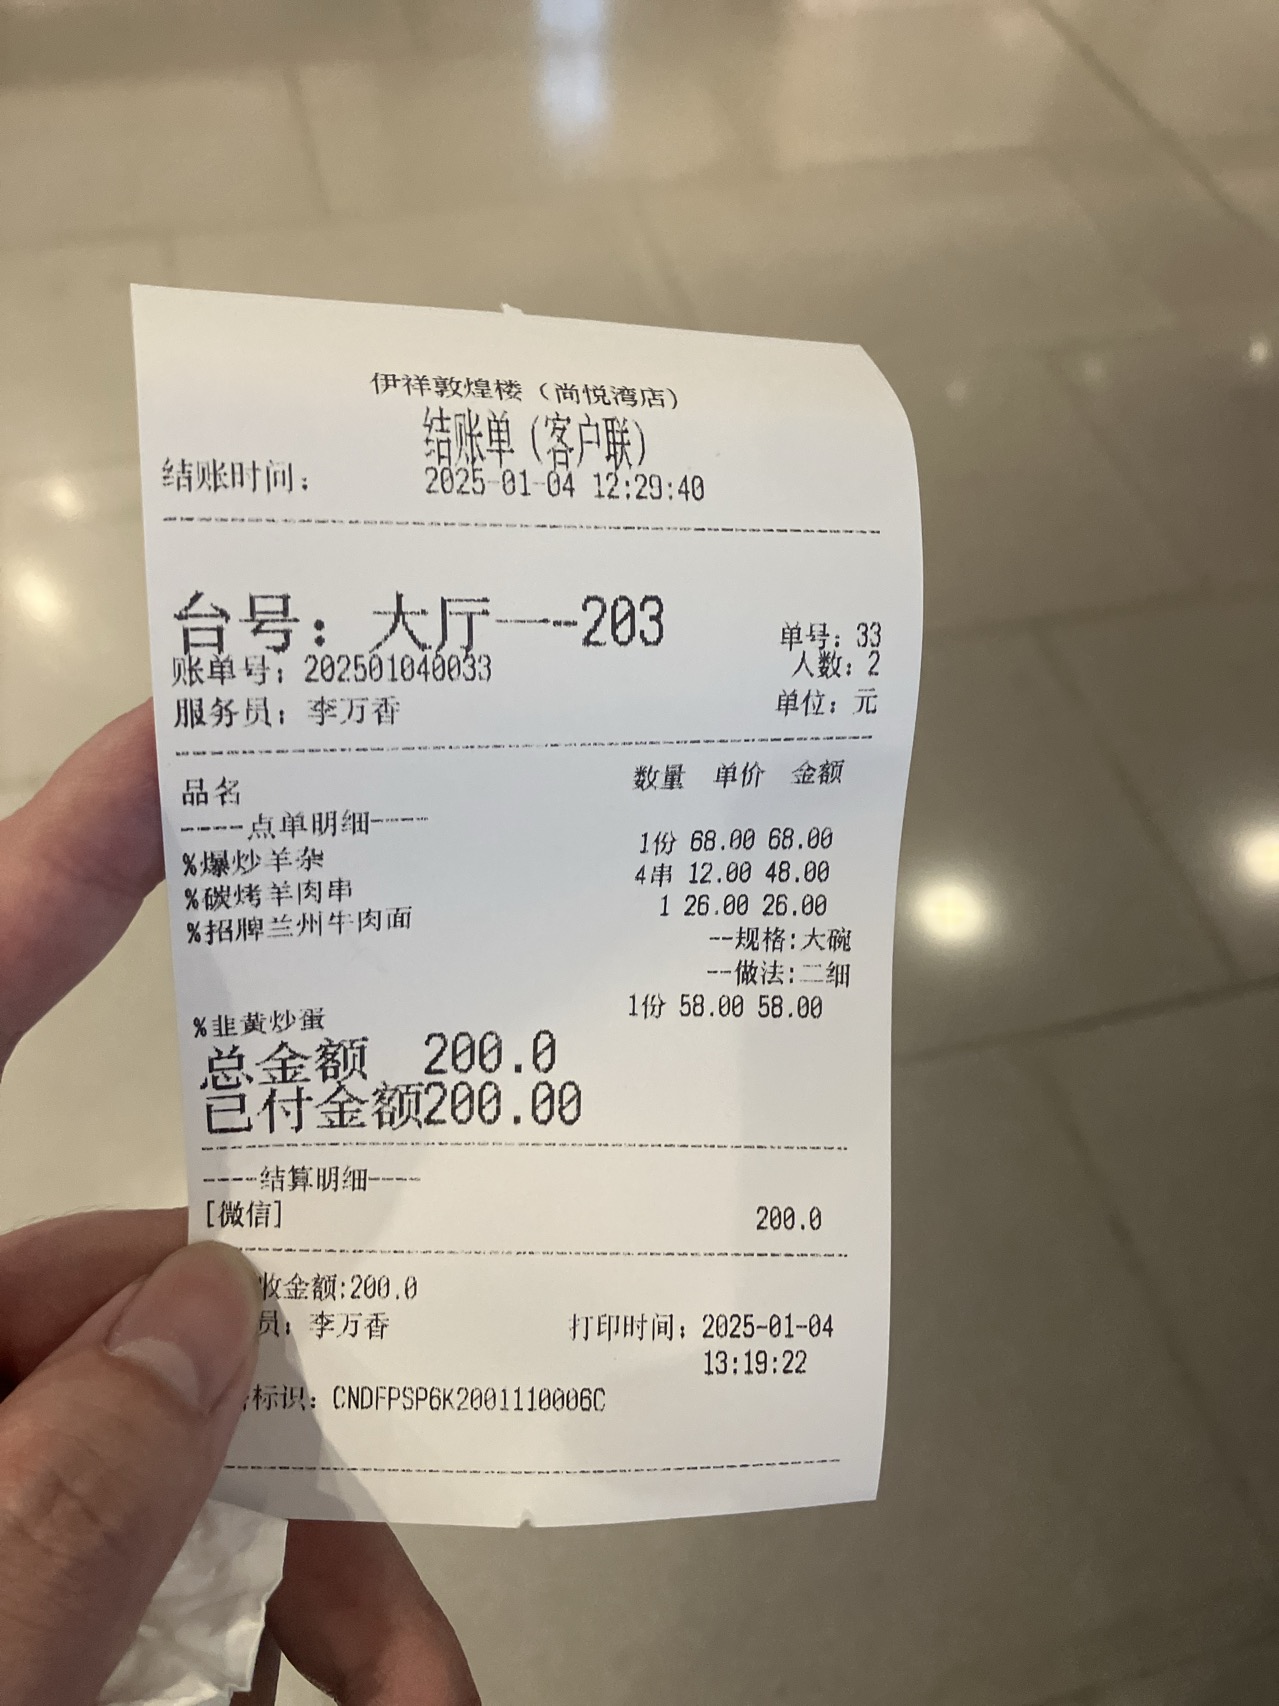 伊祥敦煌楼（尚悦湾店）
结账单（客户联）
结账时间： 2025-01-04 12:29:40
台号：大厅一--203
单号：33
账单号：202501040033
人数：2
服务员：李万香
单位：元
品名 数量 单价 金额
----点单明细----
%爆炒羊杂 1份 68.00 68.00
%碳烤羊肉串 4串 12.00 48.00
%招牌兰州牛肉面 1 26.00 26.00
--规格:大碗
--做法:二细
%韭黄炒蛋 1份 58.00 58.00
总金额 200.0
已付金额200.00
----结算明细----
[微信] 200.0
收金额:200.0
员：李万香 打印时间：2025-01-04
13:19:22
标识：CNDFPSP6K2001110006C